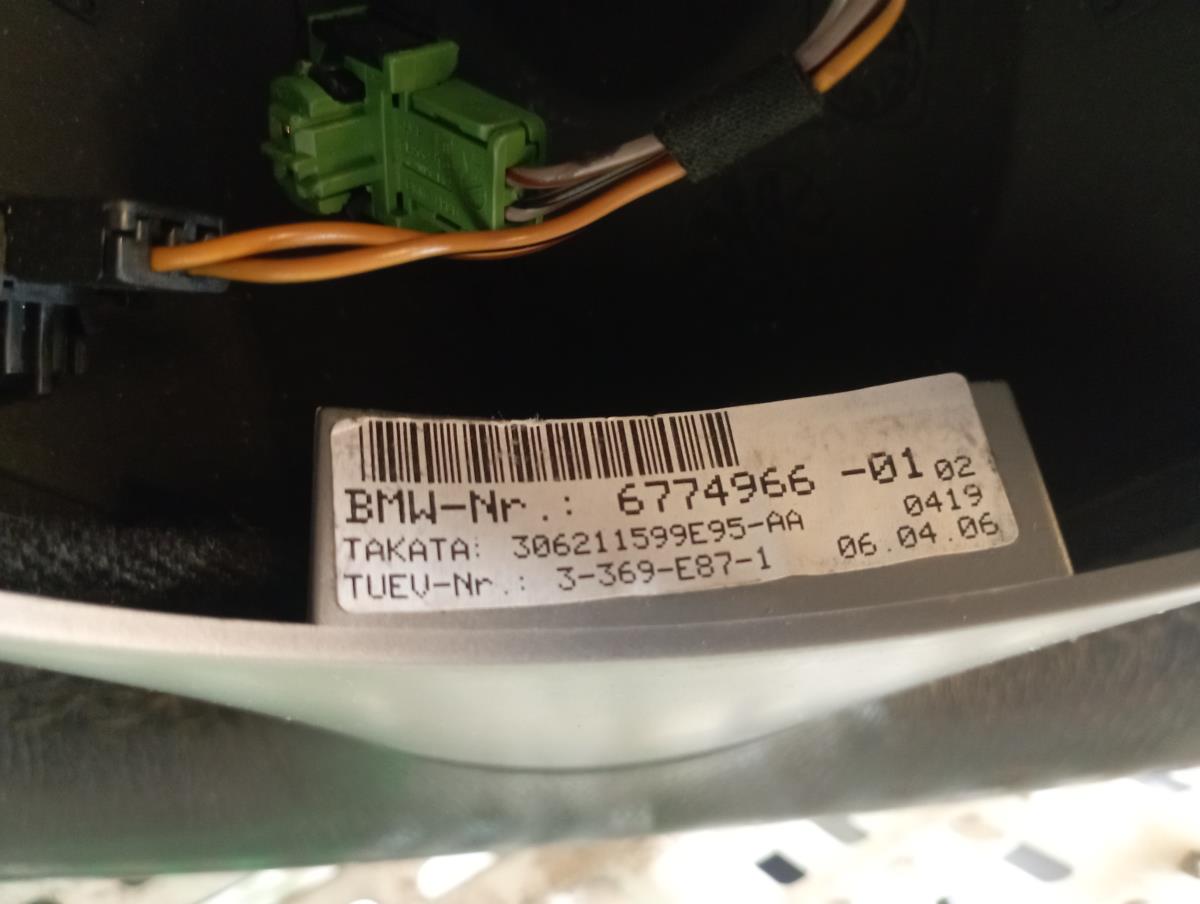 BMW-Nr.: 6774966 -01 02
TAKATA: 306211599E95-AA 0419
TUEV-Nr.: 3-369-E87-1 06.04.06